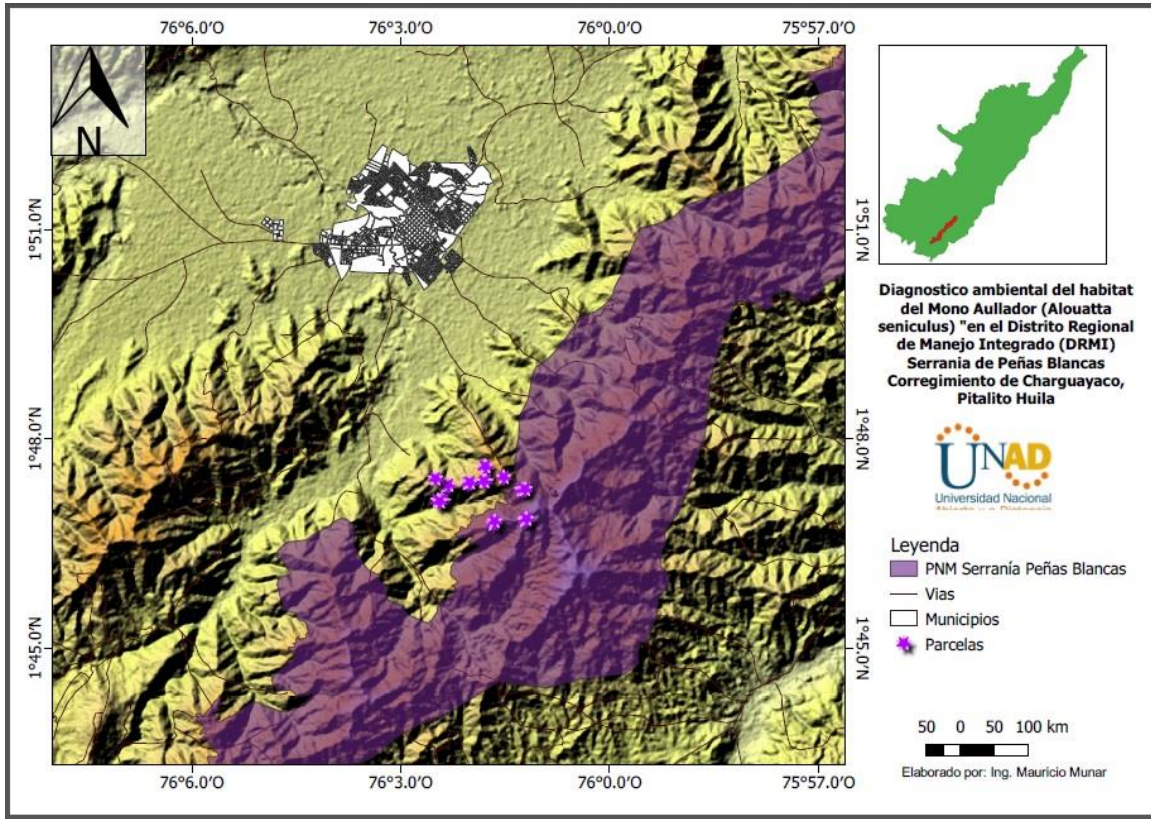 76°6.0'O 76°3.0'O 76°0.0'O 75°57.0'O
N
1°51.0'N
1°48.0'N
1°45.0'N
1°51.0'N
1°48.0'N
1°45.0'N
76°6.0'O 76°3.0'O 76°0.0'O 75°57.0'O
Diagnostico ambiental del habitat
del Mono Aullador (Alouatta
seniculus) "en el Distrito Regional
de Manejo Integrado (DRMI)
Serrania de Peñas Blancas
Corregimiento de Charguayaco,
Pitalito Huila
UNAD
Universidad Nacional
Abierta y a Distancia
Leyenda
PNM Serranía Peñas Blancas
Vias
Municipios
Parcelas
50 0 50 100 km
Elaborado por: Ing. Mauricio Munar